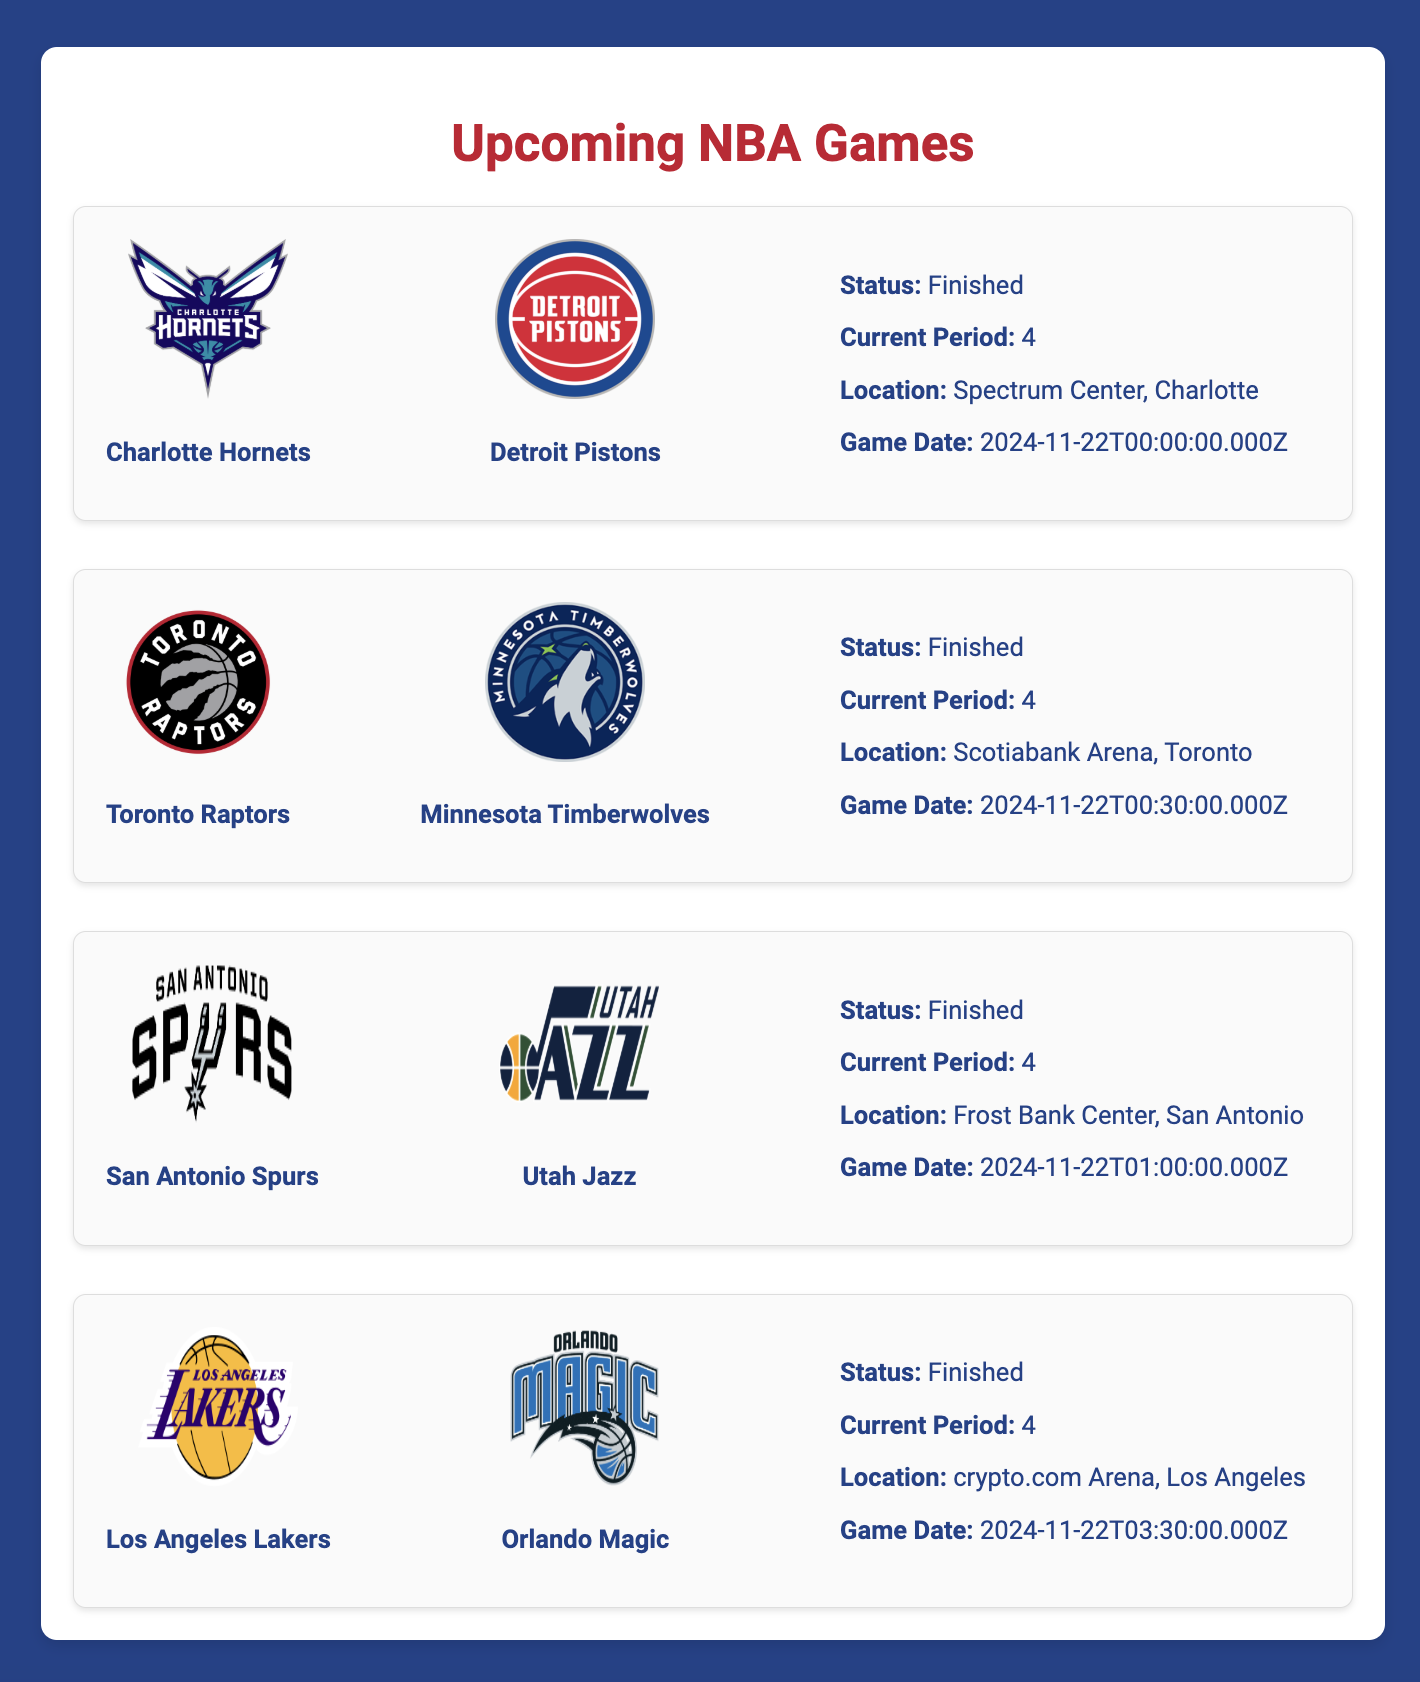 Upcoming NBA Games
CHARLOTTE
HORNETS
Charlotte Hornets
DETROIT
PISTONS
Detroit Pistons
Status: Finished
Current Period: 4
Location: Spectrum Center, Charlotte
Game Date: 2024-11-22T00:00:00.000Z
TORONTO
RAPTORS
Toronto Raptors
MINNESOTA TIMBERWOLVES
Minnesota Timberwolves
Status: Finished
Current Period: 4
Location: Scotiabank Arena, Toronto
Game Date: 2024-11-22T00:30:00.000Z
SAN ANTONIO
SPURS
San Antonio Spurs
UTAH
JAZZ
Utah Jazz
Status: Finished
Current Period: 4
Location: Frost Bank Center, San Antonio
Game Date: 2024-11-22T01:00:00.000Z
LOS ANGELES
LAKERS
Los Angeles Lakers
ORLANDO
MAGIC
Orlando Magic
Status: Finished
Current Period: 4
Location: crypto.com Arena, Los Angeles
Game Date: 2024-11-22T03:30:00.000Z